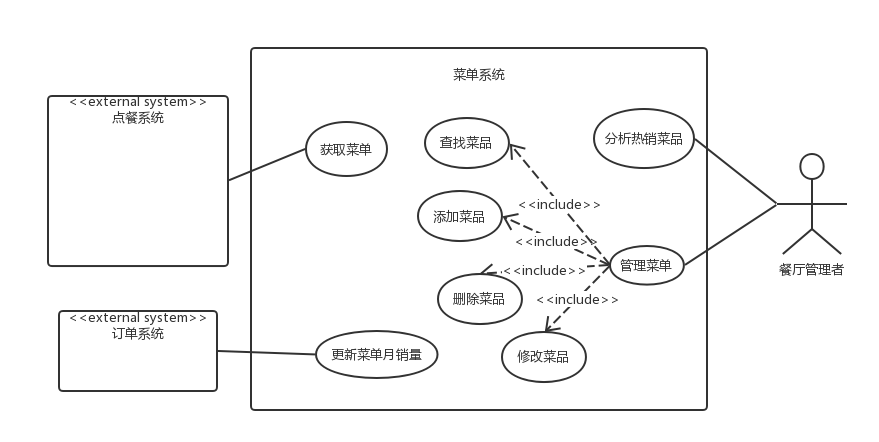 菜单系统
<<external system>>
点餐系统
获取菜单
查找菜品
分析热销菜品
<<include>>
添加菜品
<<include>>
管理菜单
餐厅管理者
<<include>>
删除菜品
<<include>>
<<external system>>
订单系统
更新菜单月销量
修改菜品